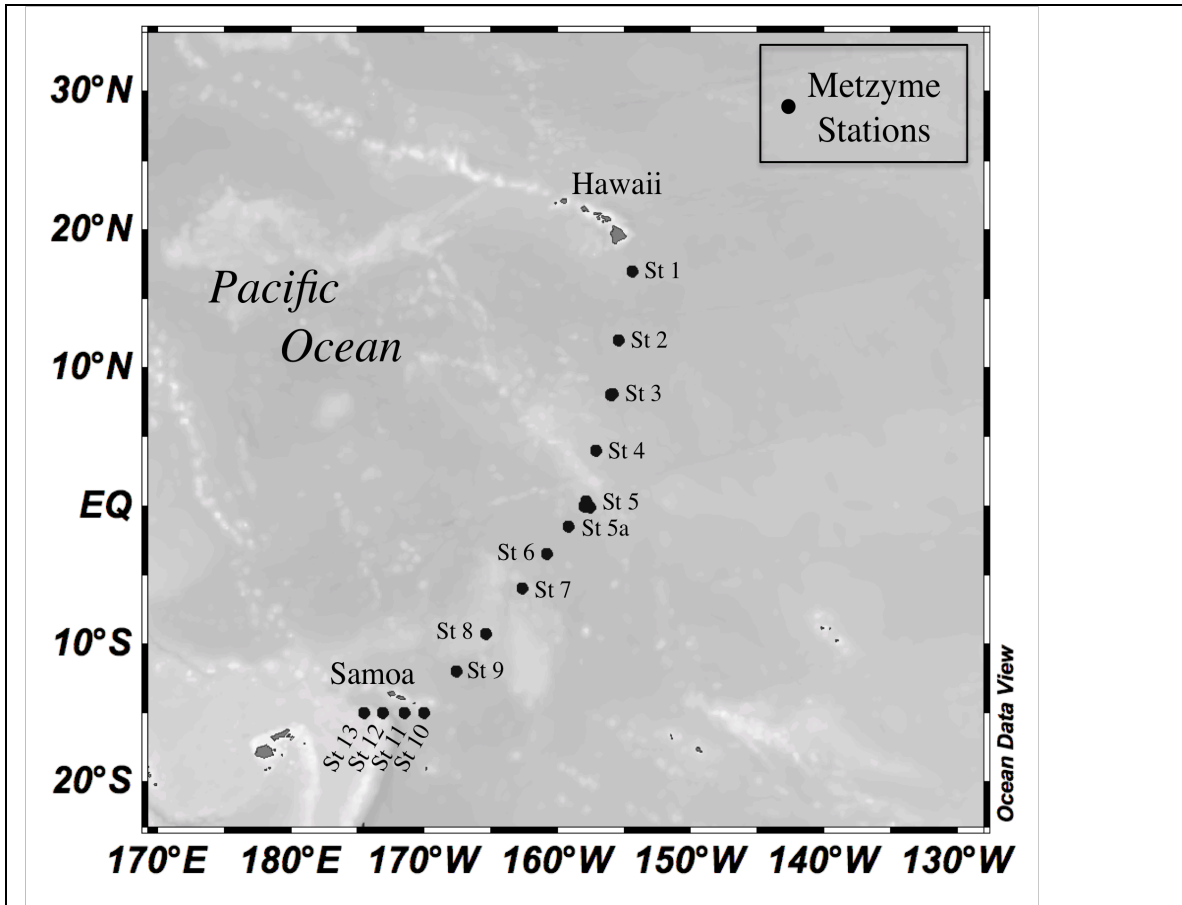 Metzyme
Stations
30°N
Hawaii
20°N
St 1
Pacific
Ocean
St 2
10°N
St 3
St 4
EQ
St 5
St 5a
St 6
St 7
10°S
St 8
St 9
Samoa
St 13
St 12
St 11
St 10
20°S
Ocean Data View
170°E 180°W 170°W 160°W 150°W 140°W 130°W